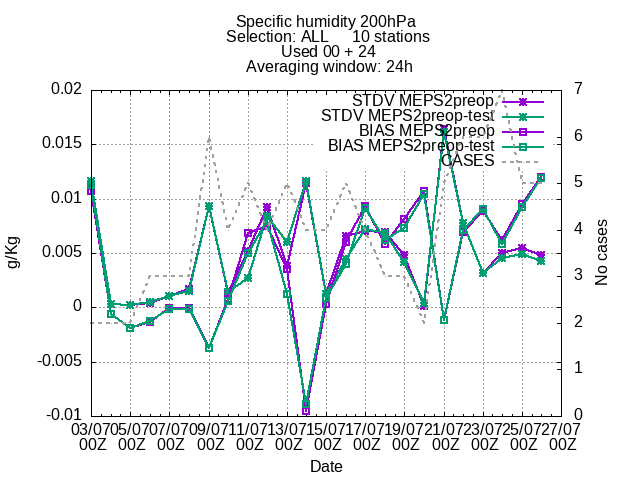 Specific humidity 200hPa
Selection: ALL 10 stations
Used 00 + 24
Averaging window: 24h
0.02
0.015
0.01
0.005
0
-0.005
-0.01
g/Kg
7
6
5
4
3
2
1
0
No cases
STDV MEPS2preop
STDV MEPS2preop-test
BIAS MEPS2preop
BIAS MEPS2preop-test
CASES
03/07 05/07 07/07 09/07 11/07 13/07 15/07 17/07 19/07 21/07 23/07 25/07 27/07
00Z 00Z 00Z 00Z 00Z 00Z 00Z 00Z 00Z 00Z 00Z 00Z 00Z
Date